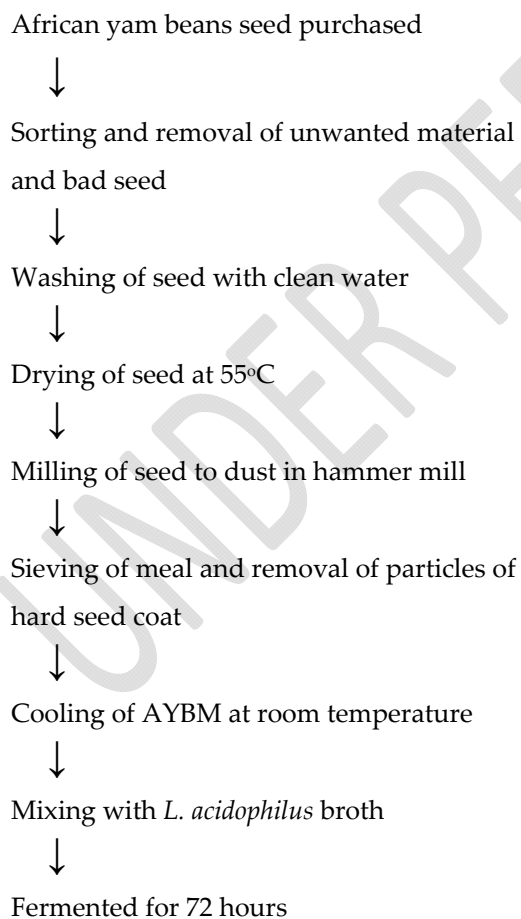 African yam beans seed purchased
↓
Sorting and removal of unwanted material
and bad seed
↓
Washing of seed with clean water
↓
Drying of seed at 55°C
↓
Milling of seed to dust in hammer mill
↓
Sieving of meal and removal of particles of
hard seed coat
↓
Cooling of AYBM at room temperature
↓
Mixing with L. acidophilus broth
↓
Fermented for 72 hours
UNDER PE